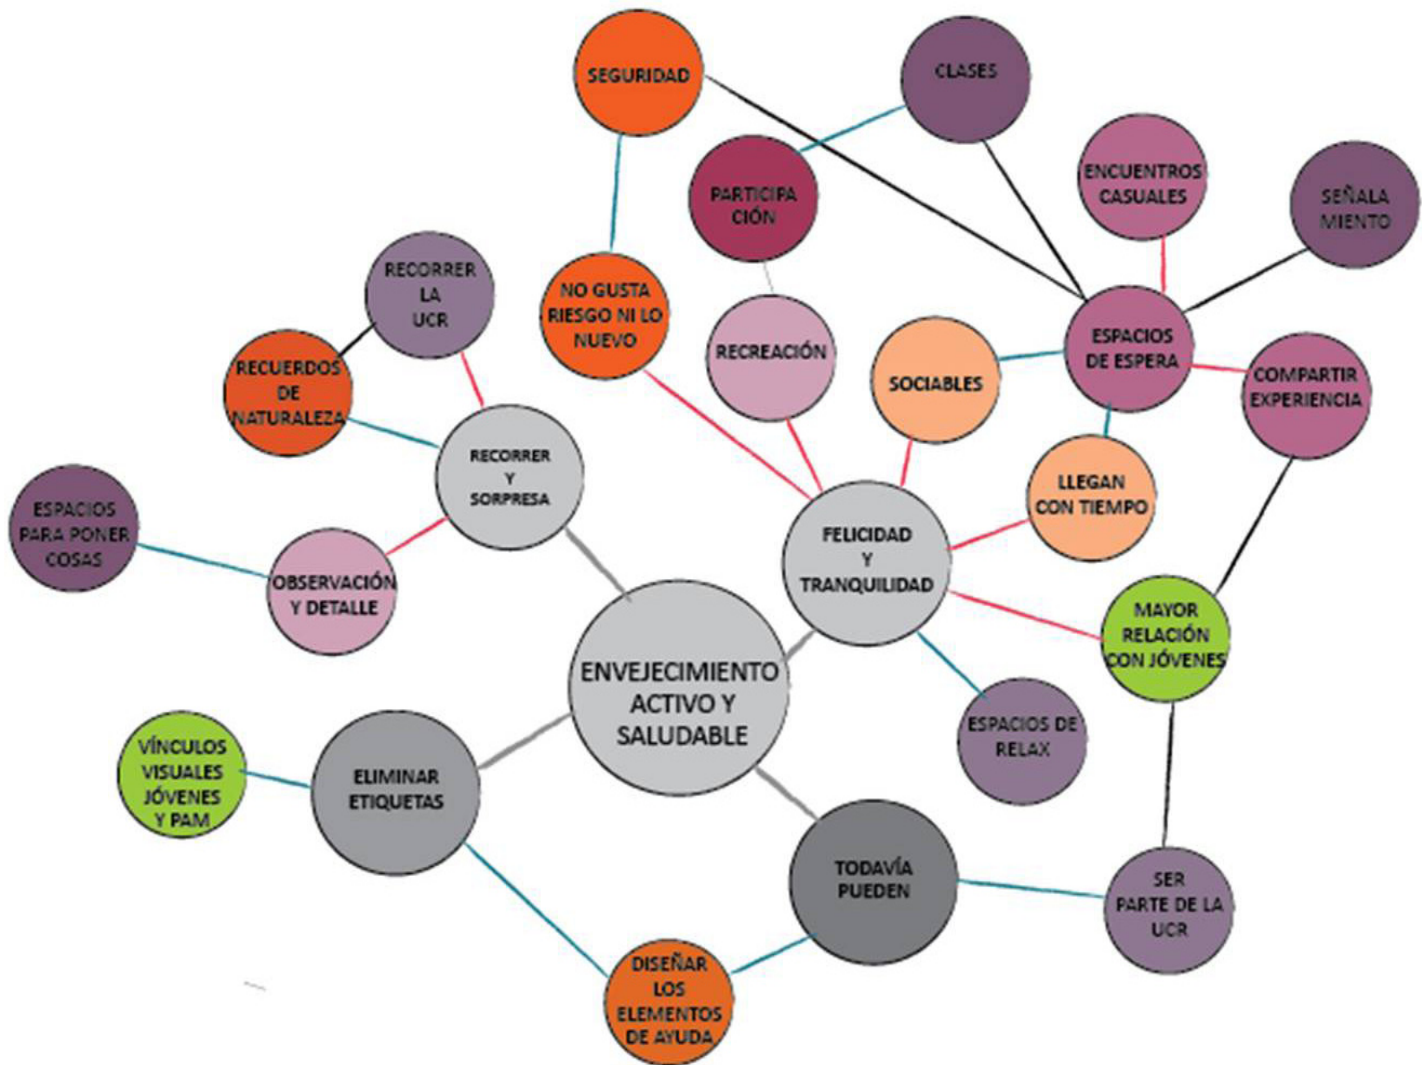 SEGURIDAD
CLASES
PARTICIPA
CIÓN
ENCUENTROS
CASUALES
SEÑALA
MIENTO
RECORRER
LA
UCR
NO GUSTA
RIESGO NI LO
NUEVO
RECREACIÓN
ESPACIOS
DE ESPERA
RECUERDOS
DE
NATURALEZA
SOCIABLES
COMPARTIR
EXPERIENCIA
RECORRER
Y
SORPRESA
LLEGAN
CON TIEMPO
ESPACIOS
PARA PONER
COSAS
FELICIDAD
Y
TRANQUILIDAD
OBSERVACIÓN
Y DETALLE
MAYOR
RELACIÓN
CON JÓVENES
ENVEJECIMIENTO
ACTIVO Y
SALUDABLE
ESPACIOS DE
RELAX
VÍNCULOS
VISUALES
JÓVENES
Y PAM
ELIMINAR
ETIQUETAS
TODAVÍA
PUEDEN
SER
PARTE DE LA
UCR
DISEÑAR
LOS
ELEMENTOS
DE AYUDA